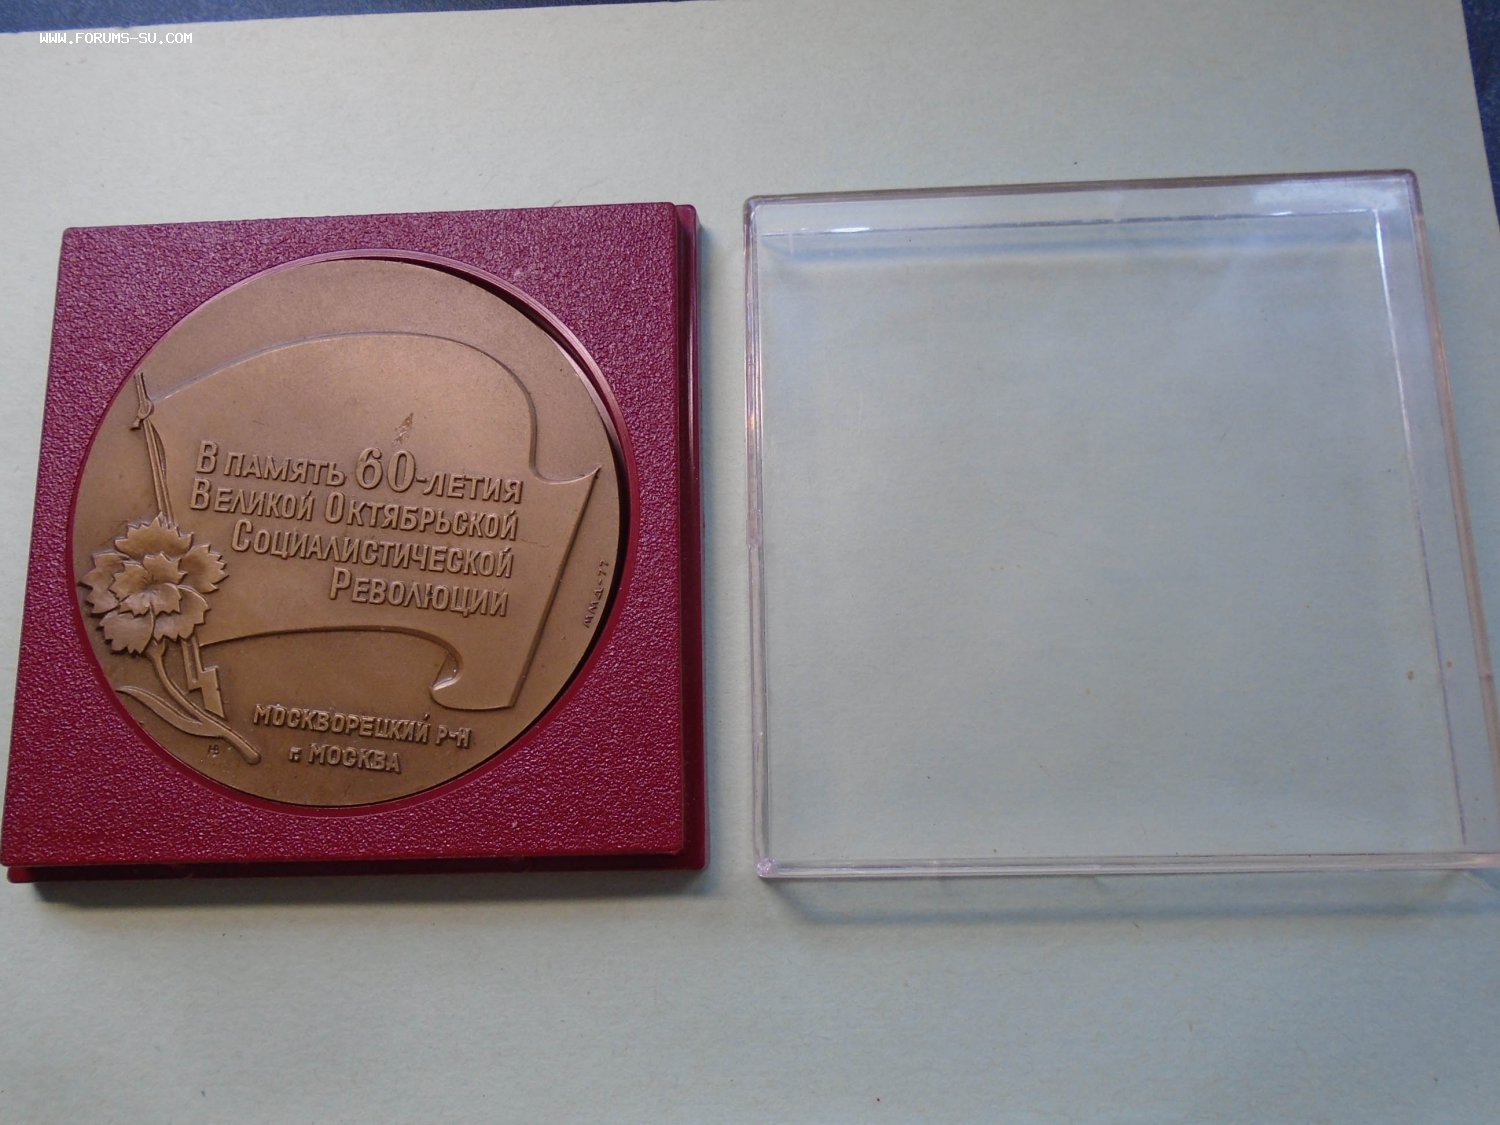 WWW.FORUMS-SU.COM
В ПАМЯТЬ 60-ЛЕТИЯ
ВЕЛИКОЙ ОКТЯБРЬСКОЙ
СОЦИАЛИСТИЧЕСКОЙ
РЕВОЛЮЦИИ
ММД-77
МОСКВОРЕЦКИЙ Р-Н
Г. МОСКВА